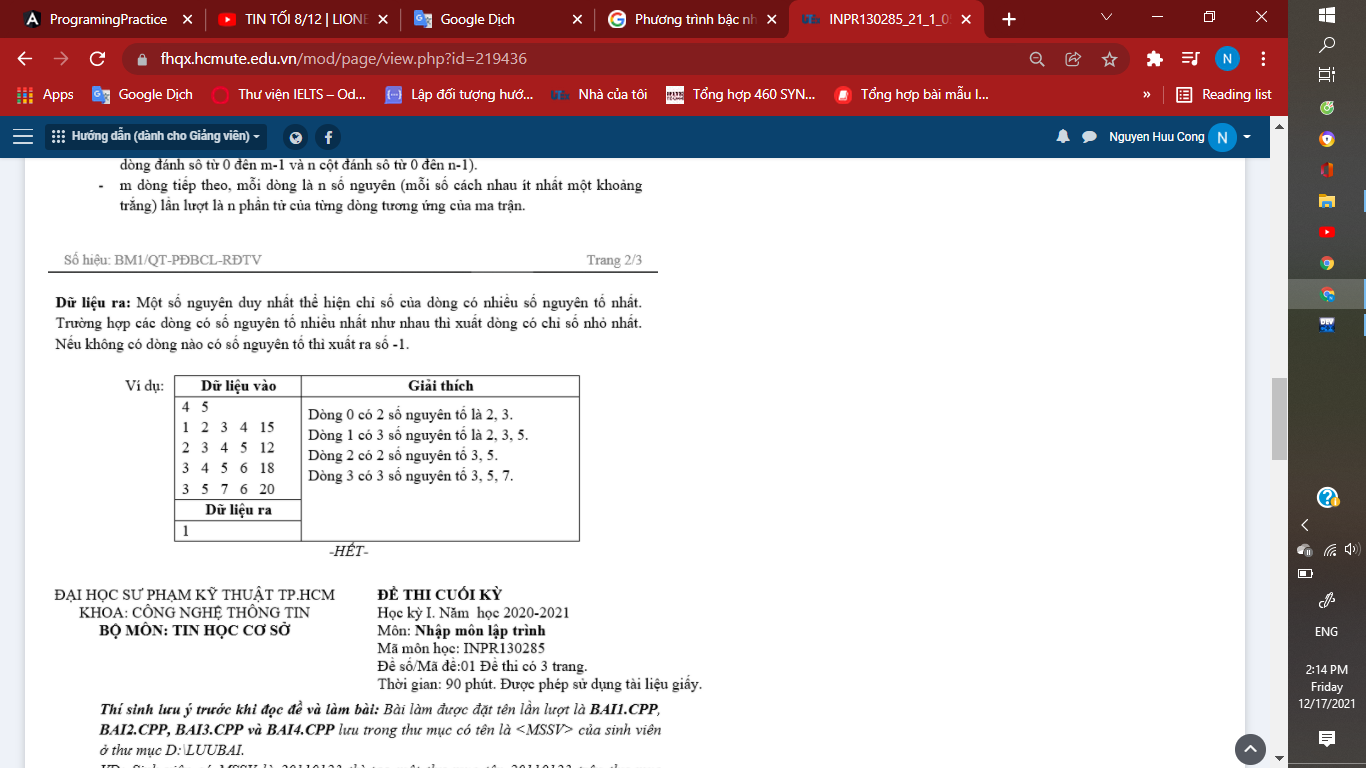 ProgramingPractice
TIN TỐI 8/12 | LIONE
Google Dịch
Phương trình bậc nh
INPR130285_21_1_0
fhqx.hcmute.edu.vn/mod/page/view.php?id=219436
N
Apps
Google Dịch
Thư viện IELTS – Od...
Lập đối tượng hướ...
Nhà của tôi
Tổng hợp 460 SYN...
Tổng hợp bài mẫu I...
»
Reading list
Hướng dẫn (dành cho Giảng viên)
Nguyen Huu Cong
N
dòng đánh số từ 0 đến m-1 và n cột đánh số từ 0 đến n-1).
- m dòng tiếp theo, mỗi dòng là n số nguyên (mỗi số cách nhau ít nhất một khoảng
trắng) lần lượt là n phần tử của từng dòng tương ứng của ma trận.
Số hiệu: BM1/QT-PĐBCL-RĐTV Trang 2/3
Dữ liệu ra: Một số nguyên duy nhất thể hiện chỉ số của dòng có nhiều số nguyên tố nhất.
Trường hợp các dòng có số nguyên tố nhiều nhất như nhau thì xuất dòng có chỉ số nhỏ nhất.
Nếu không có dòng nào có số nguyên tố thì xuất ra số -1.
Ví dụ:
Dữ liệu vào Giải thích
4 5
1 2 3 4 15
2 3 4 5 12
3 4 5 6 18
3 5 7 6 20
Dòng 0 có 2 số nguyên tố là 2, 3.
Dòng 1 có 3 số nguyên tố là 2, 3, 5.
Dòng 2 có 2 số nguyên tố 3, 5.
Dòng 3 có 3 số nguyên tố 3, 5, 7.
Dữ liệu ra
1
-HẾT-
ĐẠI HỌC SƯ PHẠM KỸ THUẬT TP.HCM
KHOA: CÔNG NGHỆ THÔNG TIN
BỘ MÔN: TIN HỌC CƠ SỞ
ĐỀ THI CUỐI KỲ
Học kỳ I. Năm học 2020-2021
Môn: Nhập môn lập trình
Mã môn học: INPR130285
Đề số/Mã đề:01 Đề thi có 3 trang.
Thời gian: 90 phút. Được phép sử dụng tài liệu giấy.
Thí sinh lưu ý trước khi đọc đề và làm bài: Bài làm được đặt tên lần lượt là BAI1.CPP,
BAI2.CPP, BAI3.CPP và BAI4.CPP lưu trong thư mục có tên là <MSSV> của sinh viên
ở thư mục D:\LUUBAI.
ENG
2:14 PM
Friday
12/17/2021